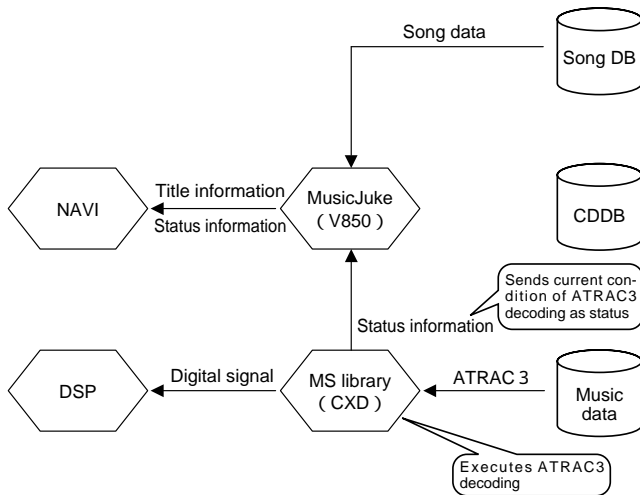 Song data
Song DB
NAVI
Title information
Status information
MusicJuke
( V850 )
CDDB
Sends current con-
dition of ATRAC3
decoding as status
Status information
DSP
Digital signal
MS library
( CXD )
ATRAC 3
Music
data
Executes ATRAC3
decoding